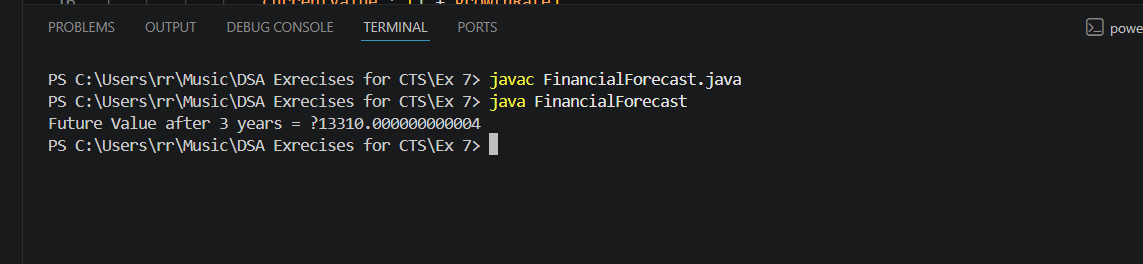 PROBLEMS OUTPUT DEBUG CONSOLE TERMINAL PORTS
PS C:\Users\rr\Music\DSA Exrecises for CTS\Ex 7> javac FinancialForecast.java
PS C:\Users\rr\Music\DSA Exrecises for CTS\Ex 7> java FinancialForecast
Future Value after 3 years = ?13310.000000000004
PS C:\Users\rr\Music\DSA Exrecises for CTS\Ex 7>